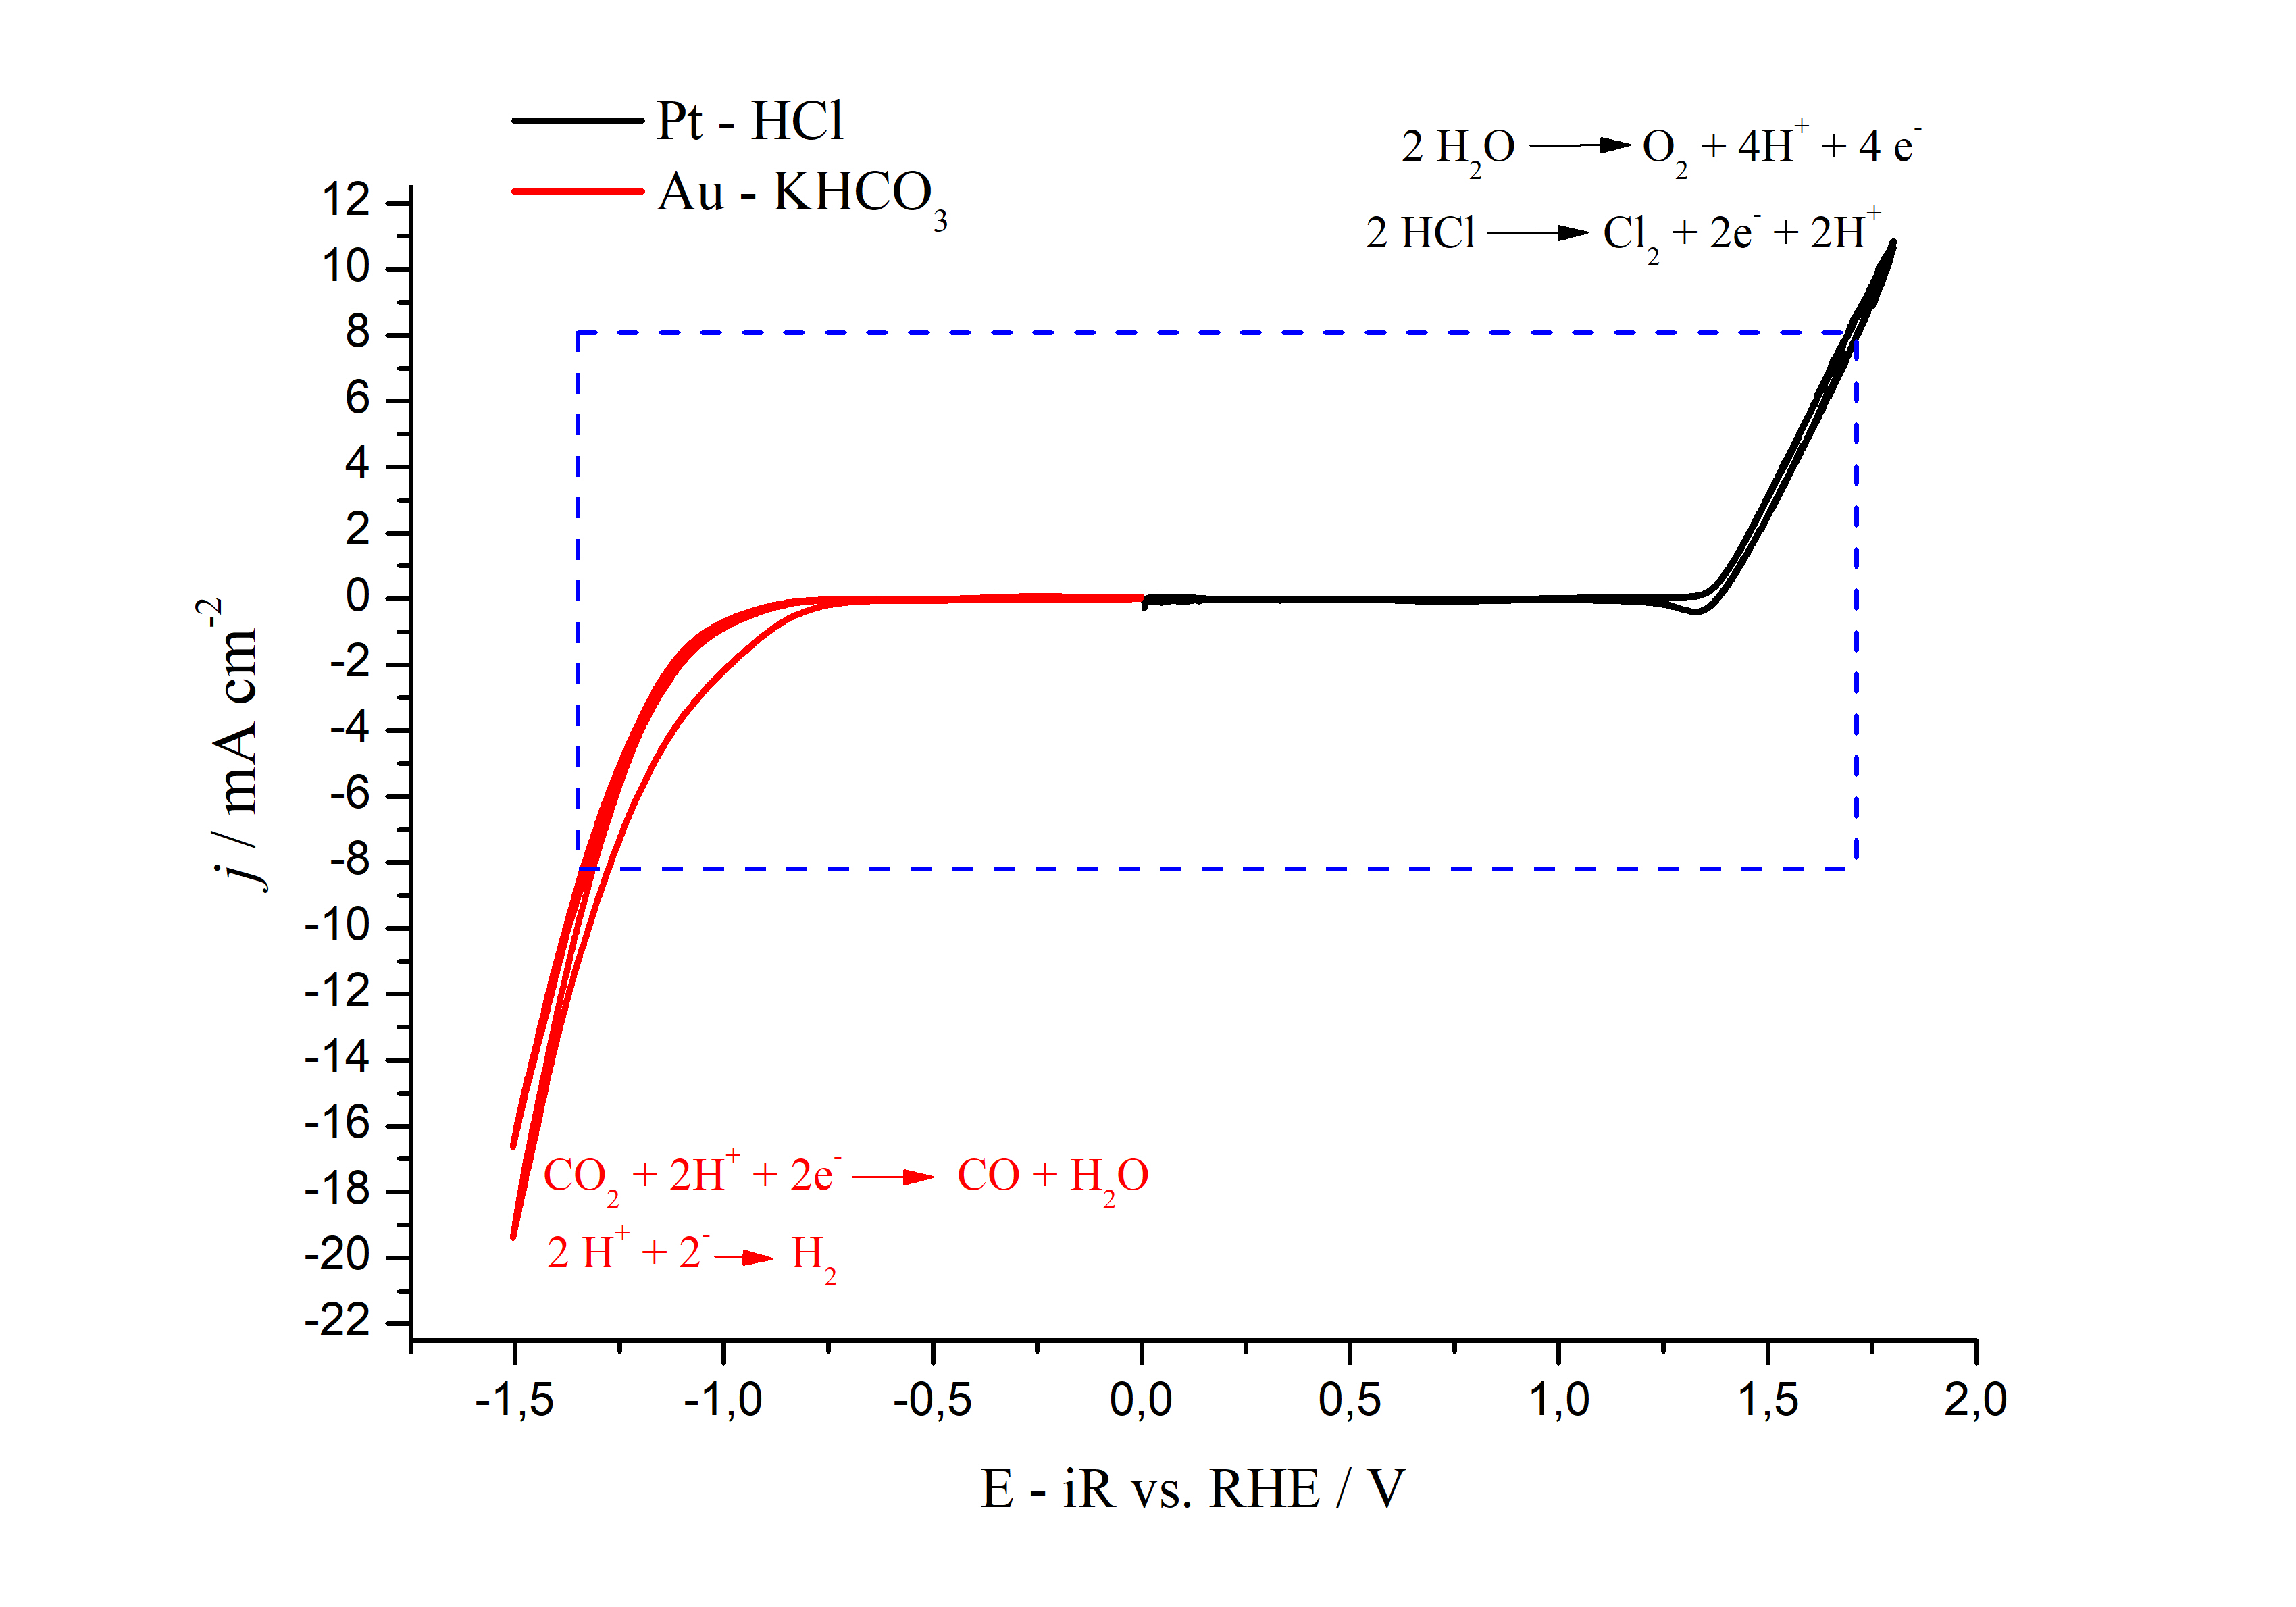 Pt - HCl
Au - KHCO₃
2 H₂O ⟶ O₂ + 4H⁺ + 4 e⁻
2 HCl ⟶ Cl₂ + 2e⁻ + 2H⁺
12
10
8
6
4
2
0
-2
-4
-6
-8
-10
-12
-14
-16
-18
-20
-22
j / mA cm⁻²
CO₂ + 2H⁺ + 2e⁻ ⟶ CO + H₂O
2 H⁺ + 2⁻ ⟶ H₂
-1,5 -1,0 -0,5 0,0 0,5 1,0 1,5 2,0
E - iR vs. RHE / V